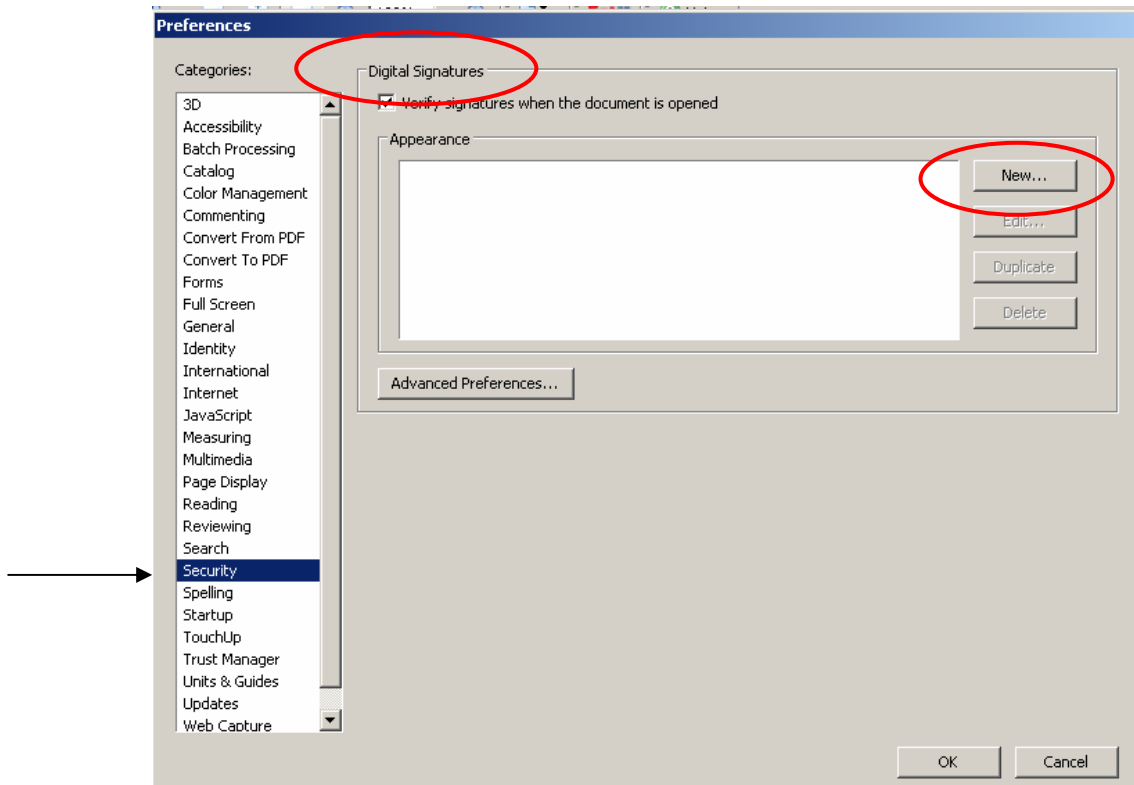 Preferences
Categories:
3D
Accessibility
Batch Processing
Catalog
Color Management
Commenting
Convert From PDF
Convert To PDF
Forms
Full Screen
General
Identity
International
Internet
JavaScript
Measuring
Multimedia
Page Display
Reading
Reviewing
Search
Security
Spelling
Startup
TouchUp
Trust Manager
Units & Guides
Updates
Web Capture
Digital Signatures
Verify signatures when the document is opened
Appearance
New...
Edit...
Duplicate
Delete
Advanced Preferences...
OK
Cancel